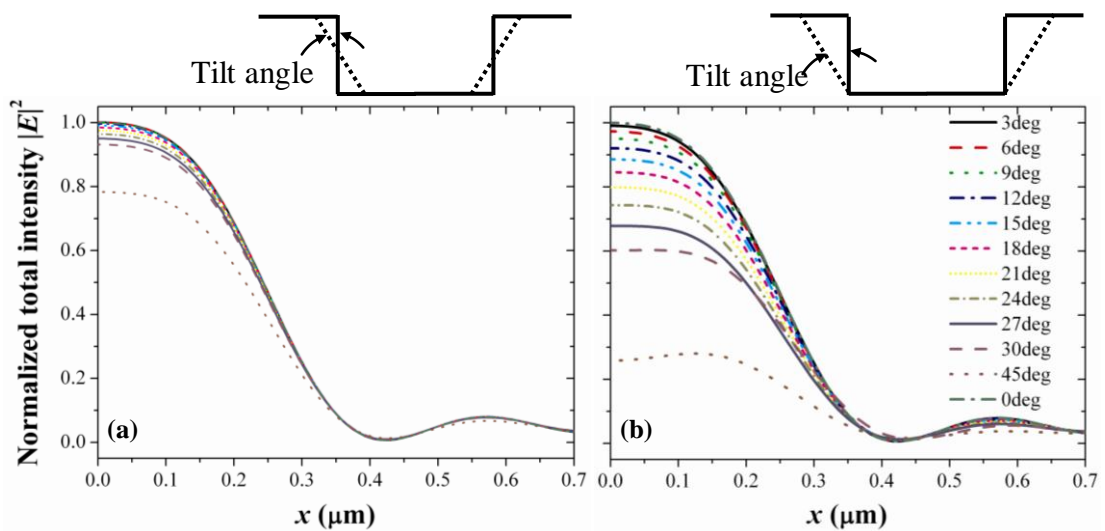 Tilt angle
Tilt angle
Normalized total intensity |E|²
1.0
0.8
0.6
0.4
0.2
0.0
(a)
0.0 0.1 0.2 0.3 0.4 0.5 0.6 0.7
x (μm)
3deg
6deg
9deg
12deg
15deg
18deg
21deg
24deg
27deg
30deg
45deg
0deg
(b)
0.0 0.1 0.2 0.3 0.4 0.5 0.6 0.7
x (μm)